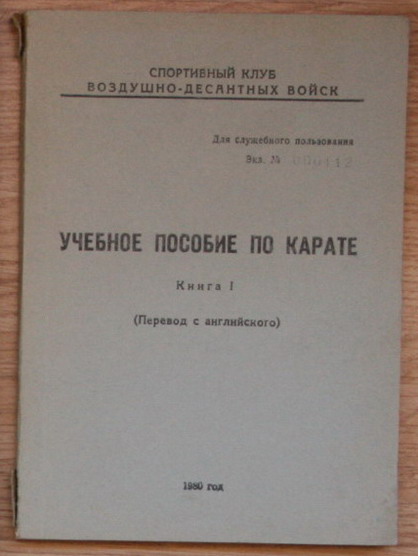 СПОРТИВНЫЙ КЛУБ
ВОЗДУШНО-ДЕСАНТНЫХ ВОЙСК
Для служебного пользования
Экз. № 000412
УЧЕБНОЕ ПОСОБИЕ ПО КАРАТЕ
Книга I
(Перевод с английского)
1980 год